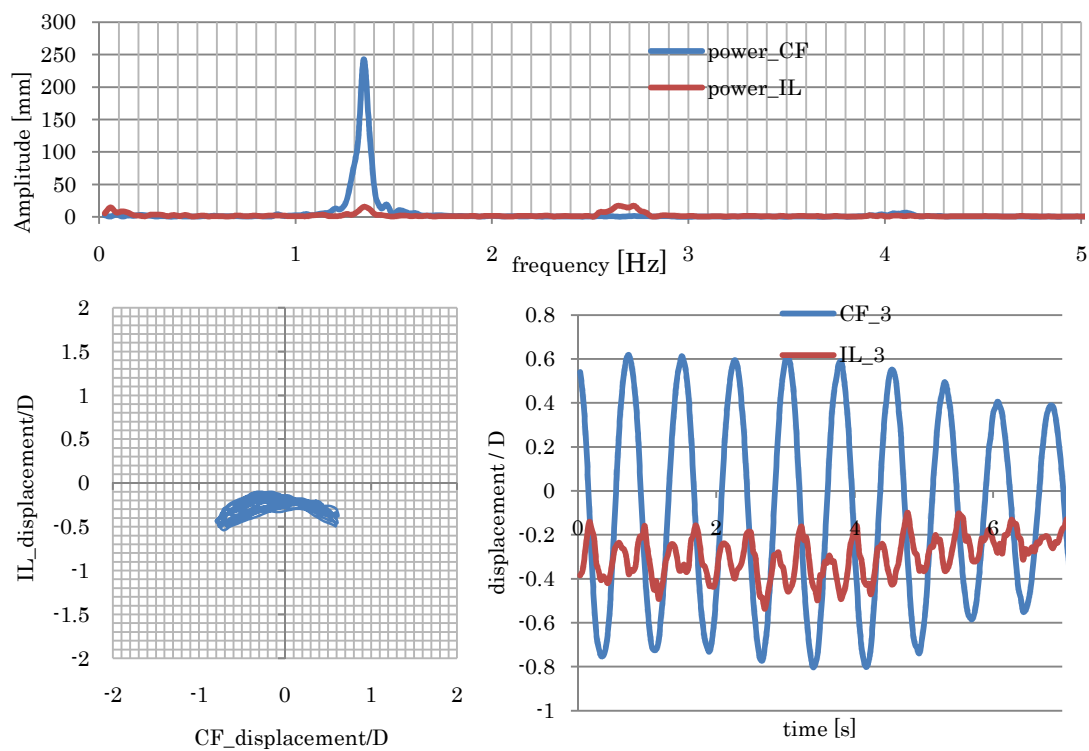 300
250
200
150
100
50
0
Amplitude [mm]
power_CF
power_IL
0 1 2 3 4 5
frequency [Hz]
2
1.5
1
0.5
0
-0.5
-1
-1.5
-2
IL_displacement/D
-2 -1 0 1 2
CF_displacement/D
0.8
0.6
0.4
0.2
0
-0.2
-0.4
-0.6
-0.8
-1
displacement / D
CF_3
IL_3
0 2 4 6
time [s]